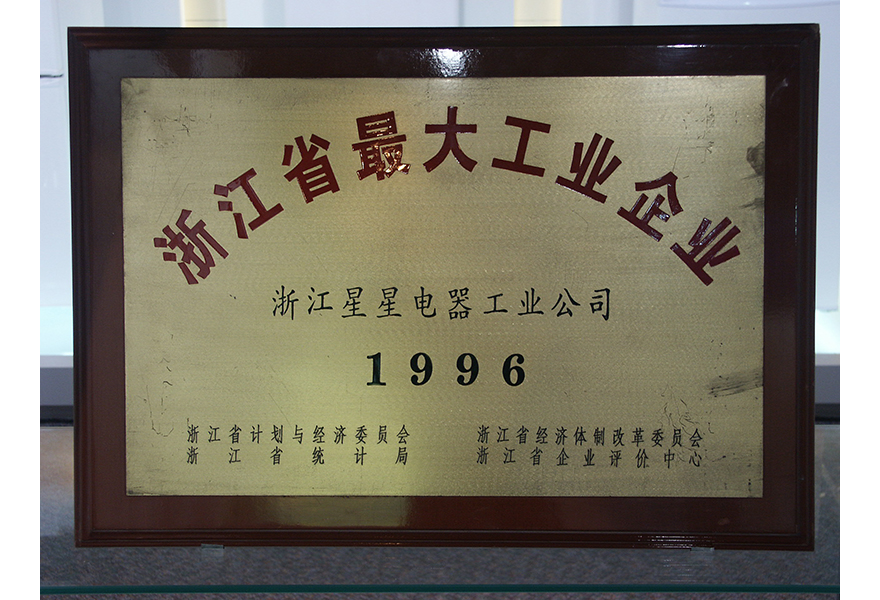 浙江省最大工业企业
浙江星星电器工业公司
1996
浙江省计划与经济委员会
浙江省统计局
浙江省经济体制改革委员会
浙江省企业评价中心